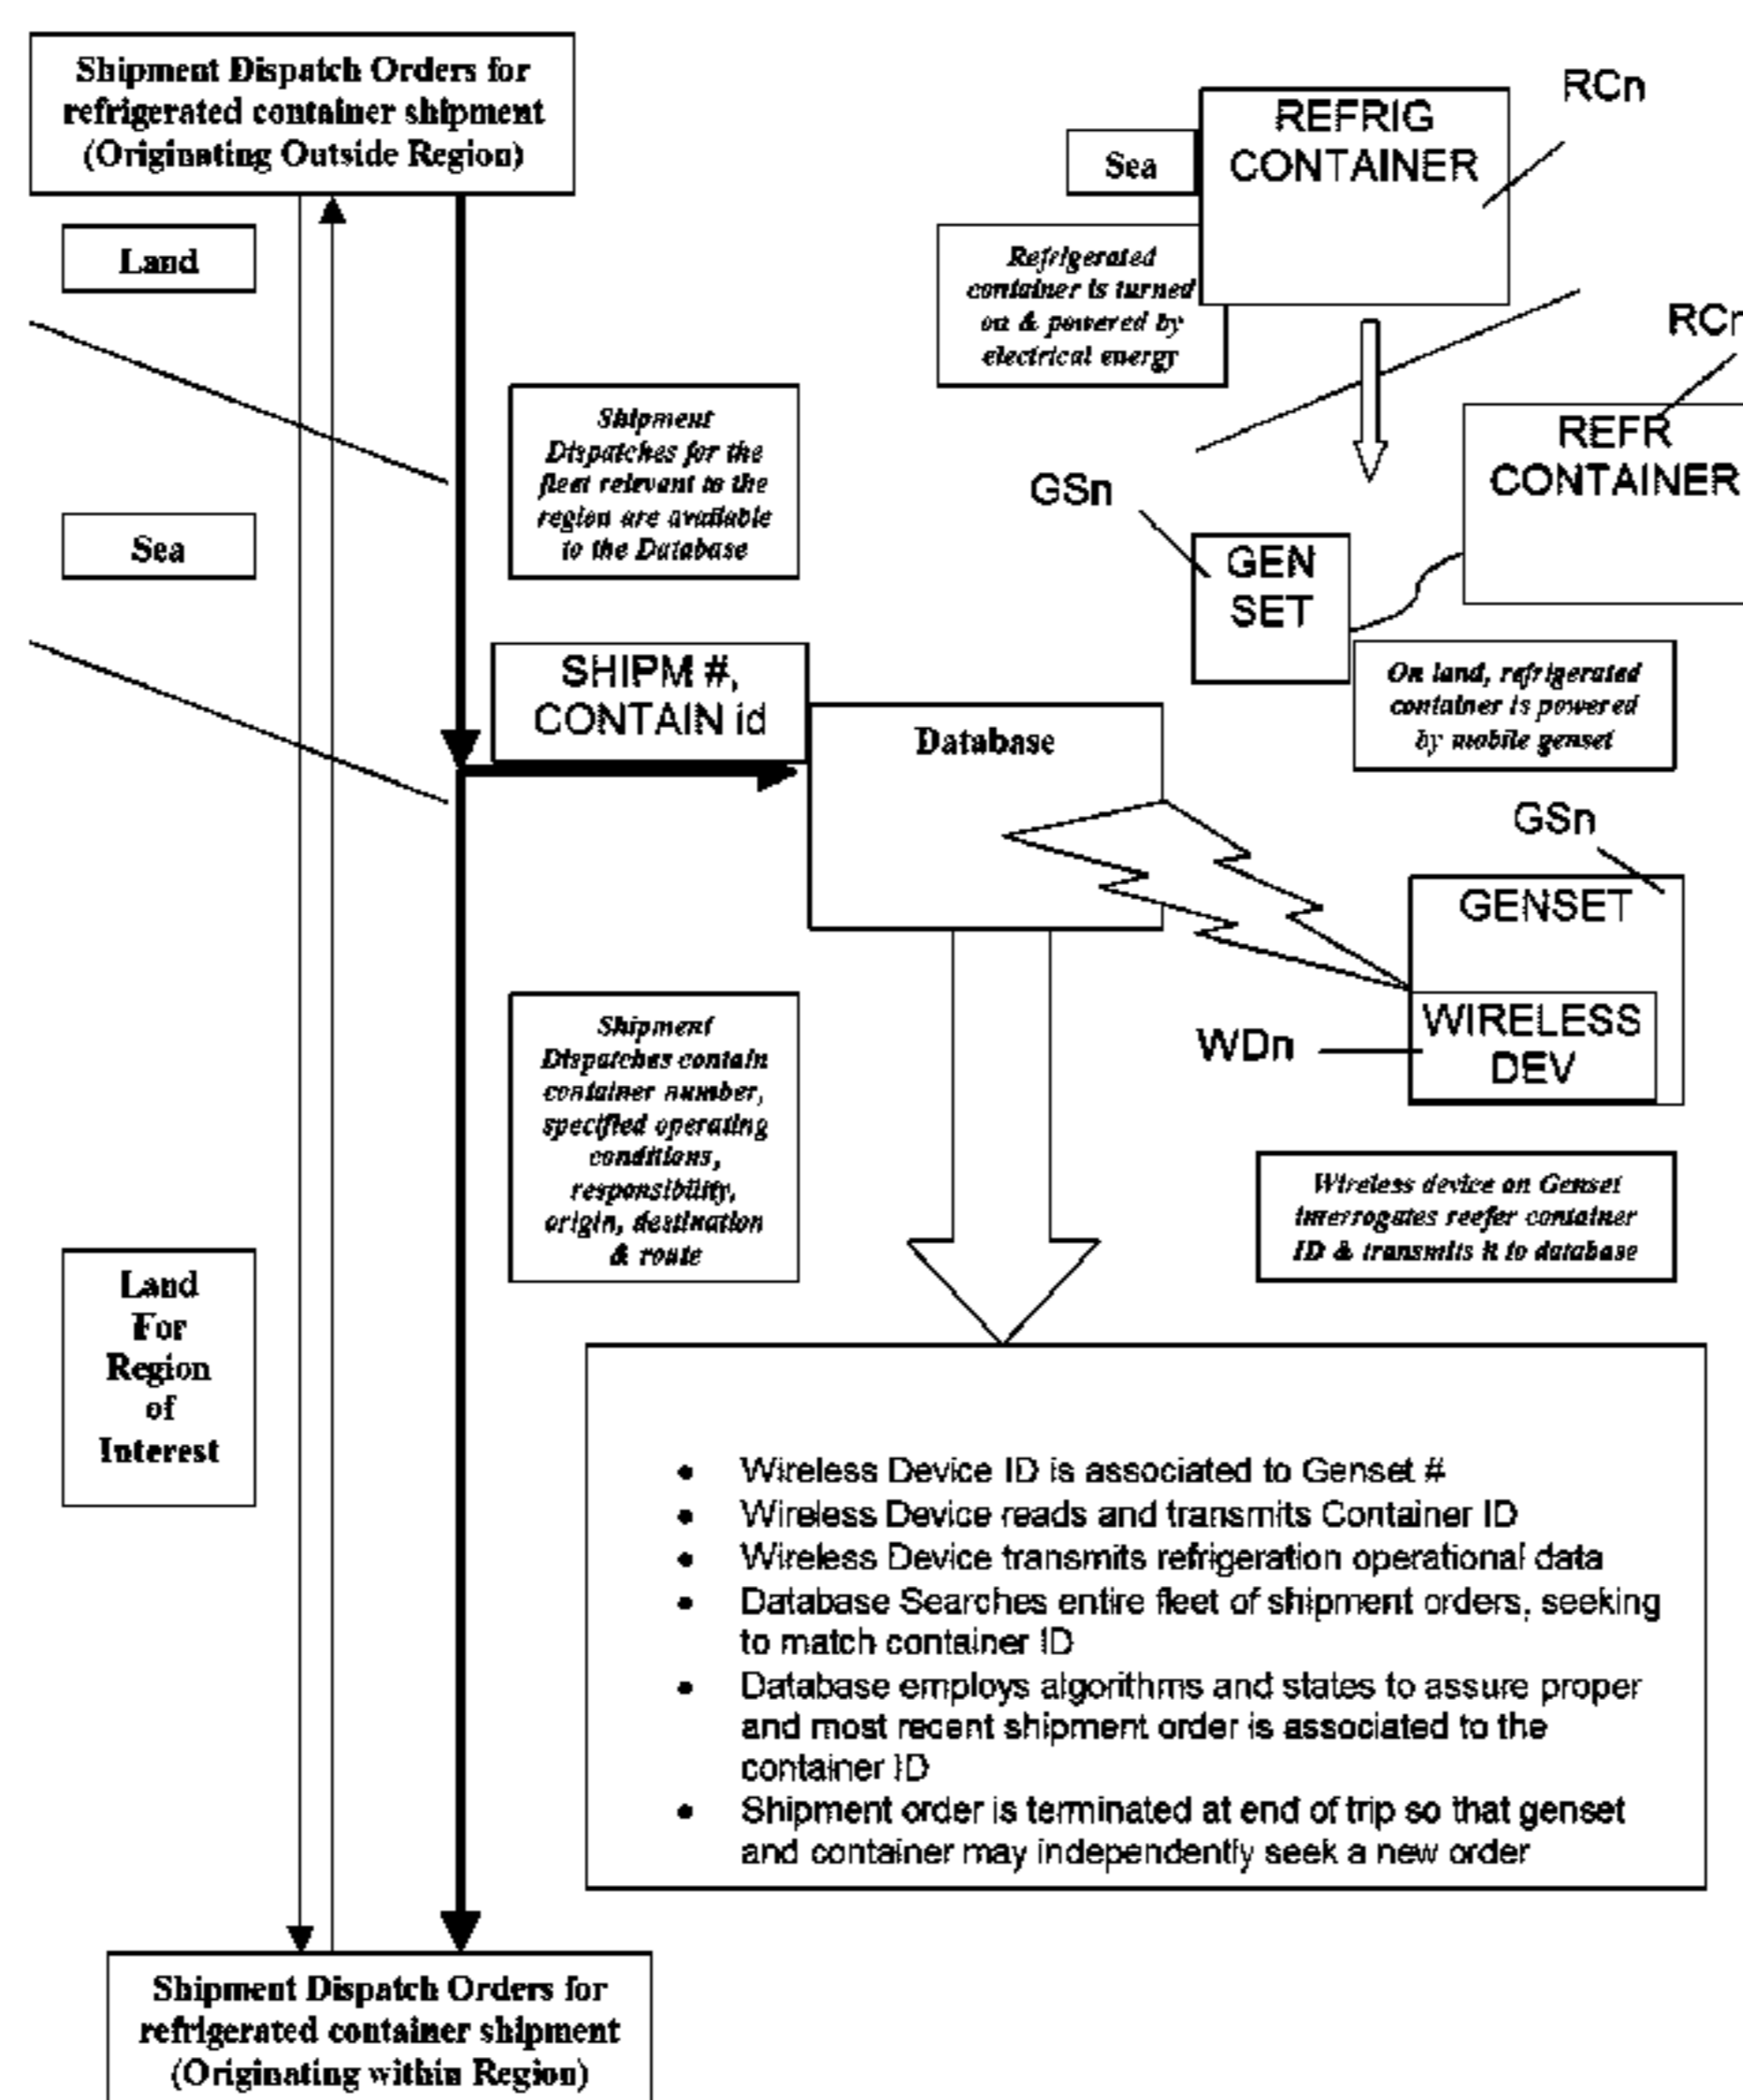 Shipment Dispatch Orders for
refrigerated container shipment
(Originating Outside Region)
Land
Sea
Shipment
Dispatches for the
fleet relevant to the
region are available
to the Database
SHIPM #,
CONTAIN id
Database
Shipment
Dispatches contain
container number,
specified operating
conditions,
responsibility,
origin, destination
& route
Land
For
Region
of
Interest
Sea
REFRIG
CONTAINER
RCn
Refrigerated
container is turned
on & powered by
electrical energy
RCn
REFR
CONTAINER
GSn
GEN
SET
On land, refrigerated
container is powered
by mobile genset
GSn
GENSET
WIRELESS
DEV
WDn
Wireless device on Genset
interrogates reefer container
ID & transmits it to database
• Wireless Device ID is associated to Genset #
• Wireless Device reads and transmits Container ID
• Wireless Device transmits refrigeration operational data
• Database Searches entire fleet of shipment orders, seeking
to match container ID
• Database employs algorithms and states to assure proper
and most recent shipment order is associated to the
container ID
• Shipment order is terminated at end of trip so that genset
and container may independently seek a new order
Shipment Dispatch Orders for
refrigerated container shipment
(Originating within Region)